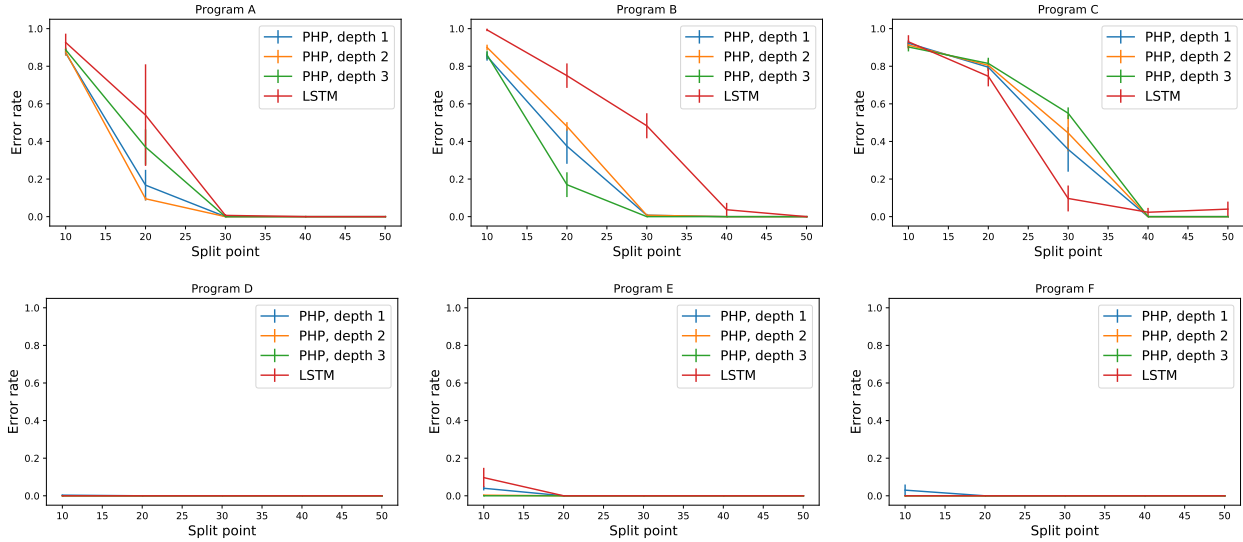 Program A
1.0
0.8
0.6
0.4
0.2
0.0
Error rate
PHP, depth 1
PHP, depth 2
PHP, depth 3
LSTM
10 15 20 25 30 35 40 45 50
Split point
Program B
1.0
0.8
0.6
0.4
0.2
0.0
Error rate
PHP, depth 1
PHP, depth 2
PHP, depth 3
LSTM
10 15 20 25 30 35 40 45 50
Split point
Program C
1.0
0.8
0.6
0.4
0.2
0.0
Error rate
PHP, depth 1
PHP, depth 2
PHP, depth 3
LSTM
10 15 20 25 30 35 40 45 50
Split point
Program D
1.0
0.8
0.6
0.4
0.2
0.0
Error rate
PHP, depth 1
PHP, depth 2
PHP, depth 3
LSTM
10 15 20 25 30 35 40 45 50
Split point
Program E
1.0
0.8
0.6
0.4
0.2
0.0
Error rate
PHP, depth 1
PHP, depth 2
PHP, depth 3
LSTM
10 15 20 25 30 35 40 45 50
Split point
Program F
1.0
0.8
0.6
0.4
0.2
0.0
Error rate
PHP, depth 1
PHP, depth 2
PHP, depth 3
LSTM
10 15 20 25 30 35 40 45 50
Split point